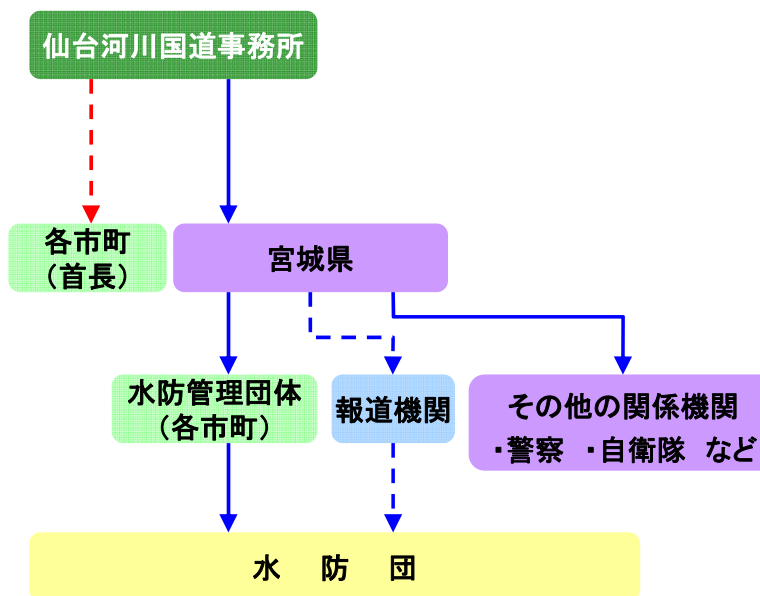 仙台河川国道事務所
各市町
（首長）
宮城県
水防管理団体
（各市町）
報道機関
その他の関係機関
・警察　・自衛隊　など
水　防　団